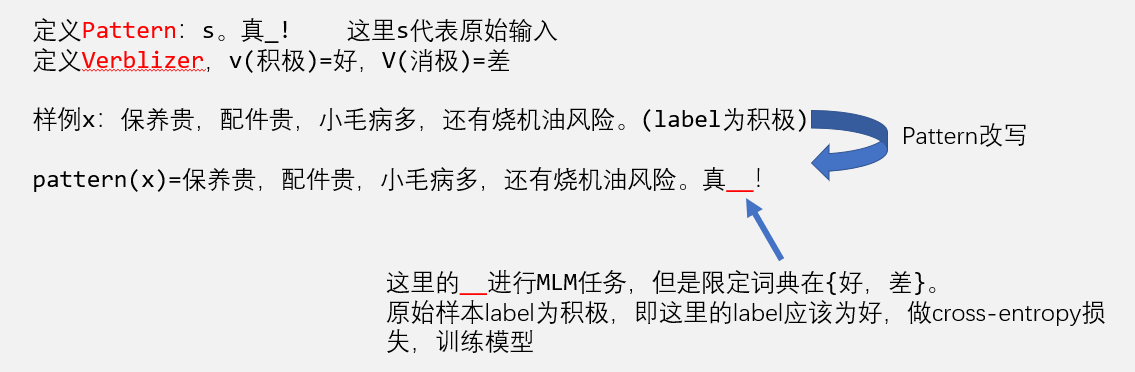 定义Pattern: s。真_!    这里s代表原始输入
定义Verblizer, v(积极)=好, V(消极)=差
样例x: 保养贵, 配件贵, 小毛病多, 还有烧机油风险。(label为积极)
Pattern改写
pattern(x)=保养贵, 配件贵, 小毛病多, 还有烧机油风险。真__!
这里的__进行MLM任务，但是限定词典在{好，差}。
原始样本label为积极，即这里的label应该为好，做cross-entropy损
失，训练模型